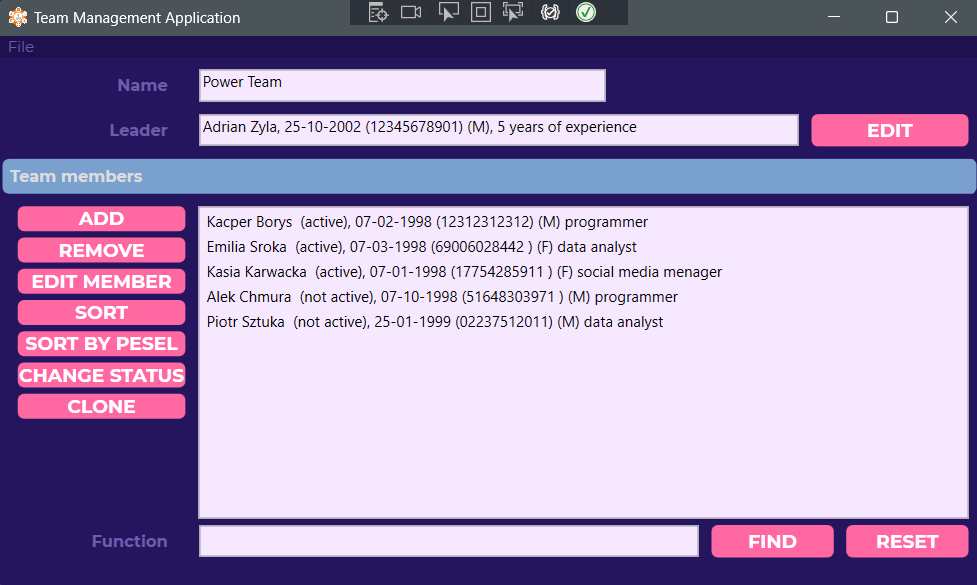 Team Management Application
File
Name
Power Team
Leader
Adrian Zyla, 25-10-2002 (12345678901) (M), 5 years of experience
EDIT
Team members
ADD
REMOVE
EDIT MEMBER
SORT
SORT BY PESEL
CHANGE STATUS
CLONE
Kacper Borys  (active), 07-02-1998 (12312312312) (M) programmer
Emilia Sroka  (active), 07-03-1998 (69006028442 ) (F) data analyst
Kasia Karwacka  (active), 07-01-1998 (17754285911 ) (F) social media menager
Alek Chmura  (not active), 07-10-1998 (51648303971 ) (M) programmer
Piotr Sztuka  (not active), 25-01-1999 (02237512011) (M) data analyst
Function
FIND
RESET